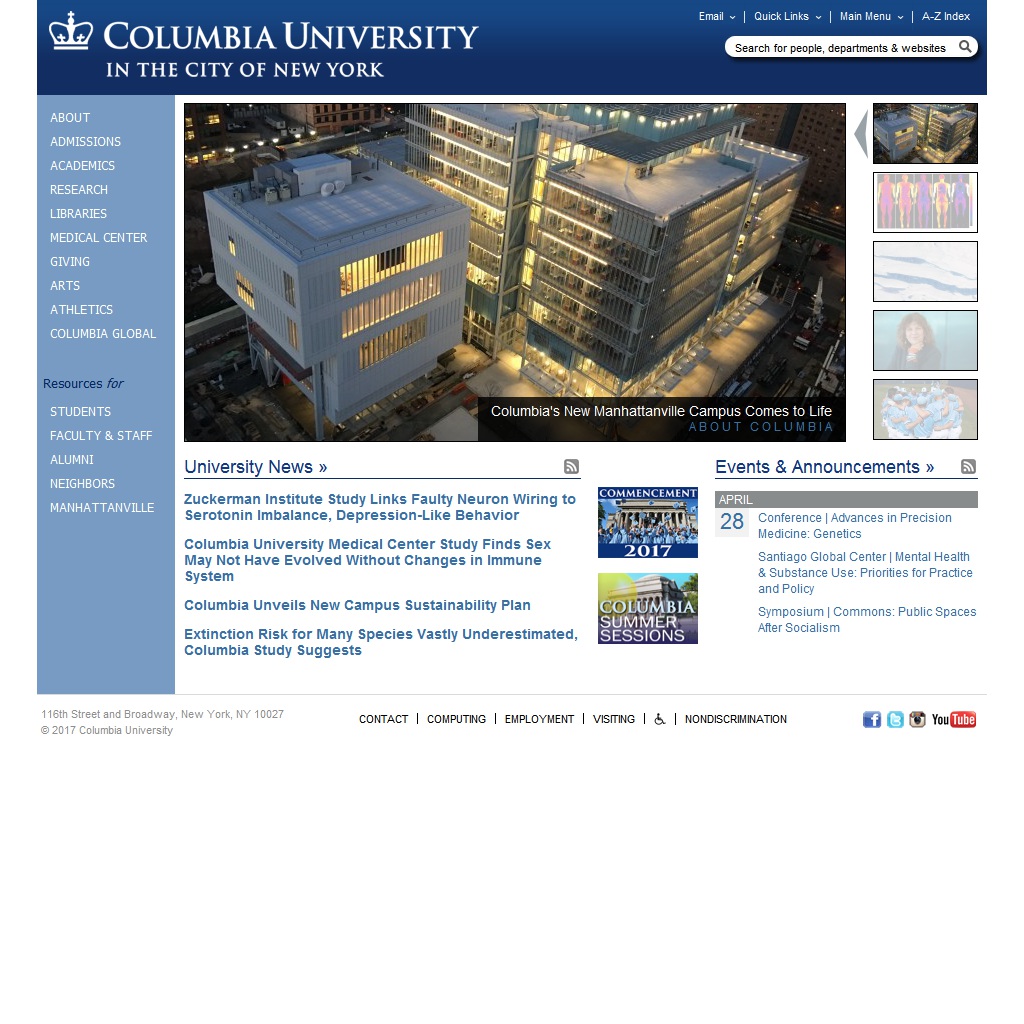 COLUMBIA UNIVERSITY
IN THE CITY OF NEW YORK
Email
Quick Links
Main Menu
A-Z Index
Search for people, departments & websites
ABOUT
ADMISSIONS
ACADEMICS
RESEARCH
LIBRARIES
MEDICAL CENTER
GIVING
ARTS
ATHLETICS
COLUMBIA GLOBAL
Resources for
STUDENTS
FACULTY & STAFF
ALUMNI
NEIGHBORS
MANHATTANVILLE
Columbia's New Manhattanville Campus Comes to Life
ABOUT COLUMBIA
University News »
Zuckerman Institute Study Links Faulty Neuron Wiring to
Serotonin Imbalance, Depression-Like Behavior
Columbia University Medical Center Study Finds Sex
May Not Have Evolved Without Changes in Immune
System
Columbia Unveils New Campus Sustainability Plan
Extinction Risk for Many Species Vastly Underestimated,
Columbia Study Suggests
COMMENCEMENT
2017
COLUMBIA
SUMMER
SESSIONS
Events & Announcements »
APRIL
28
Conference | Advances in Precision
Medicine: Genetics
Santiago Global Center | Mental Health
& Substance Use: Priorities for Practice
and Policy
Symposium | Commons: Public Spaces
After Socialism
116th Street and Broadway, New York, NY 10027
© 2017 Columbia University
CONTACT | COMPUTING | EMPLOYMENT | VISITING | | NONDISCRIMINATION
You Tube